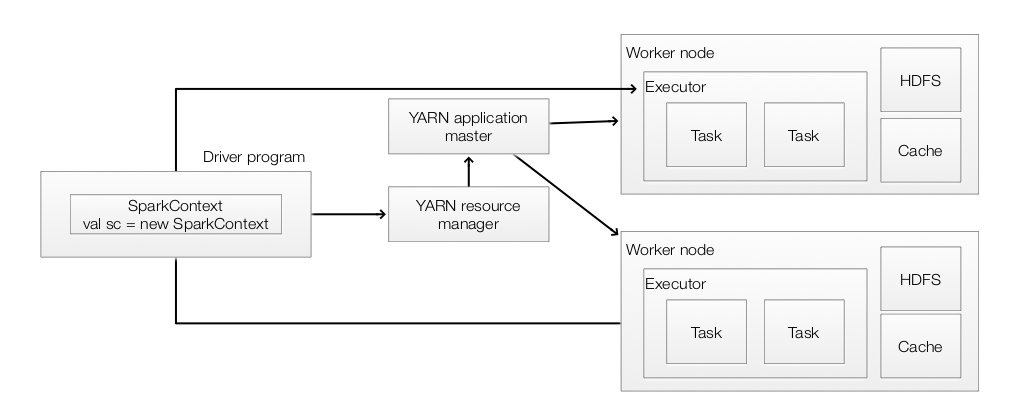 Worker node
Executor
Task
Task
HDFS
Cache
YARN application
master
Driver program
SparkContext
val sc = new SparkContext
YARN resource
manager
Worker node
Executor
Task
Task
HDFS
Cache